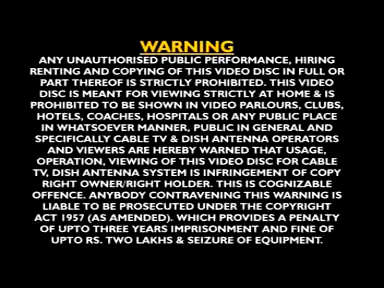 WARNING
ANY UNAUTHORISED PUBLIC PERFORMANCE, HIRING
RENTING AND COPYING OF THIS VIDEO DISC IN FULL OR
PART THEREOF IS STRICTLY PROHIBITED. THIS VIDEO
DISC IS MEANT FOR VIEWING STRICTLY AT HOME & IS
PROHIBITED TO BE SHOWN IN VIDEO PARLOURS, CLUBS,
HOTELS, COACHES, HOSPITALS OR ANY PUBLIC PLACE
IN WHATSOEVER MANNER, PUBLIC IN GENERAL AND
SPECIFICALLY CABLE TV & DISH ANTENNA OPERATORS
AND VIEWERS ARE HEREBY WARNED THAT USAGE,
OPERATION, VIEWING OF THIS VIDEO DISC FOR CABLE
TV, DISH ANTENNA SYSTEM IS INFRINGEMENT OF COPY
RIGHT OWNER/RIGHT HOLDER. THIS IS COGNIZABLE
OFFENCE. ANYBODY CONTRAVENING THIS WARNING IS
LIABLE TO BE PROSECUTED UNDER THE COPYRIGHT
ACT 1957 (AS AMENDED). WHICH PROVIDES A PENALTY
OF UPTO THREE YEARS IMPRISONMENT AND FINE OF
UPTO RS. TWO LAKHS & SEIZURE OF EQUIPMENT.